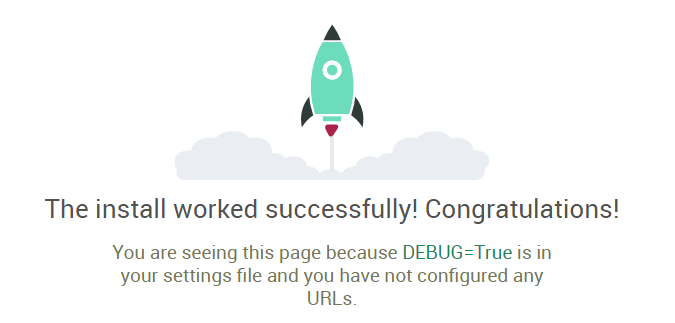 The install worked successfully! Congratulations!
You are seeing this page because DEBUG=True is in
your settings file and you have not configured any
URLs.